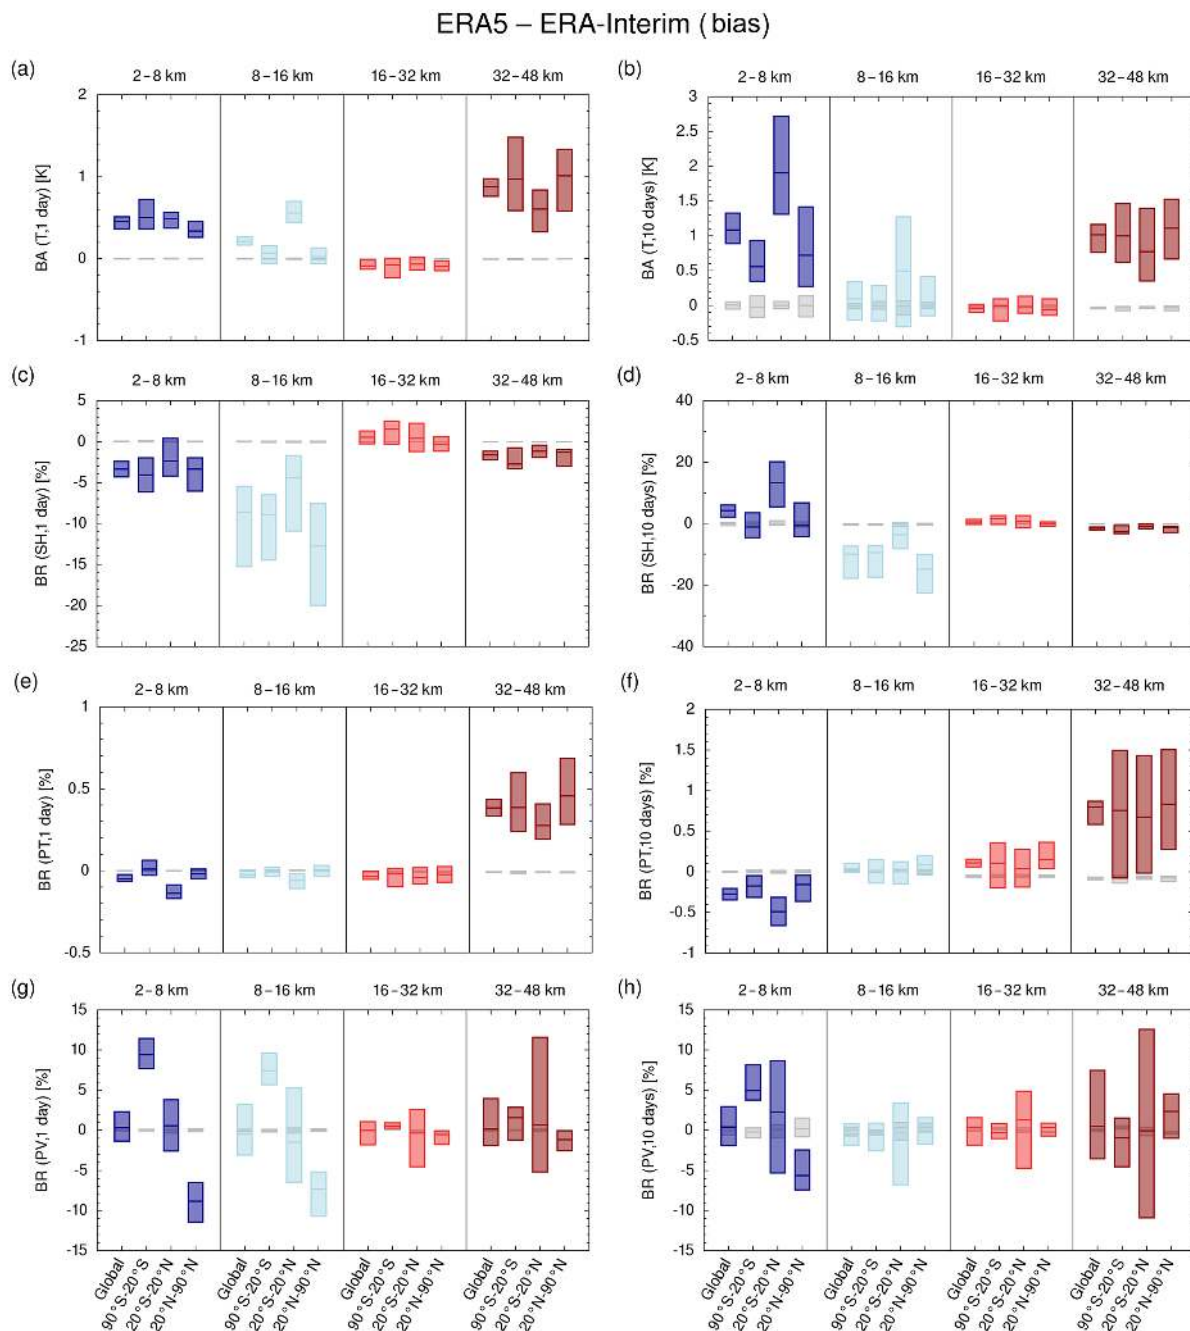 ERA5 – ERA-Interim (bias)
(a)
2–8 km 8–16 km 16–32 km 32–48 km
BA (T,1 day) [K]
2
1
0
-1
(b)
2–8 km 8–16 km 16–32 km 32–48 km
BA (T,10 days) [K]
3
2.5
2
1.5
1
0.5
0
-0.5
(c)
2–8 km 8–16 km 16–32 km 32–48 km
BR (SH,1 day) [%]
5
0
-5
-10
-15
-20
-25
(d)
2–8 km 8–16 km 16–32 km 32–48 km
BR (SH,10 days) [%]
40
20
0
-20
-40
(e)
2–8 km 8–16 km 16–32 km 32–48 km
BR (PT,1 day) [%]
1
0.5
0
-0.5
(f)
2–8 km 8–16 km 16–32 km 32–48 km
BR (PT,10 days) [%]
2
1.5
1
0.5
0
-0.5
-1
(g)
2–8 km 8–16 km 16–32 km 32–48 km
BR (PV,1 day) [%]
15
10
5
0
-5
-10
-15
Global 90°S-20°S 20°S-20°N 20°N-90°N Global 90°S-20°S 20°S-20°N 20°N-90°N Global 90°S-20°S 20°S-20°N 20°N-90°N Global 90°S-20°S 20°S-20°N 20°N-90°N
(h)
2–8 km 8–16 km 16–32 km 32–48 km
BR (PV,10 days) [%]
15
10
5
0
-5
-10
-15
Global 90°S-20°S 20°S-20°N 20°N-90°N Global 90°S-20°S 20°S-20°N 20°N-90°N Global 90°S-20°S 20°S-20°N 20°N-90°N Global 90°S-20°S 20°S-20°N 20°N-90°N